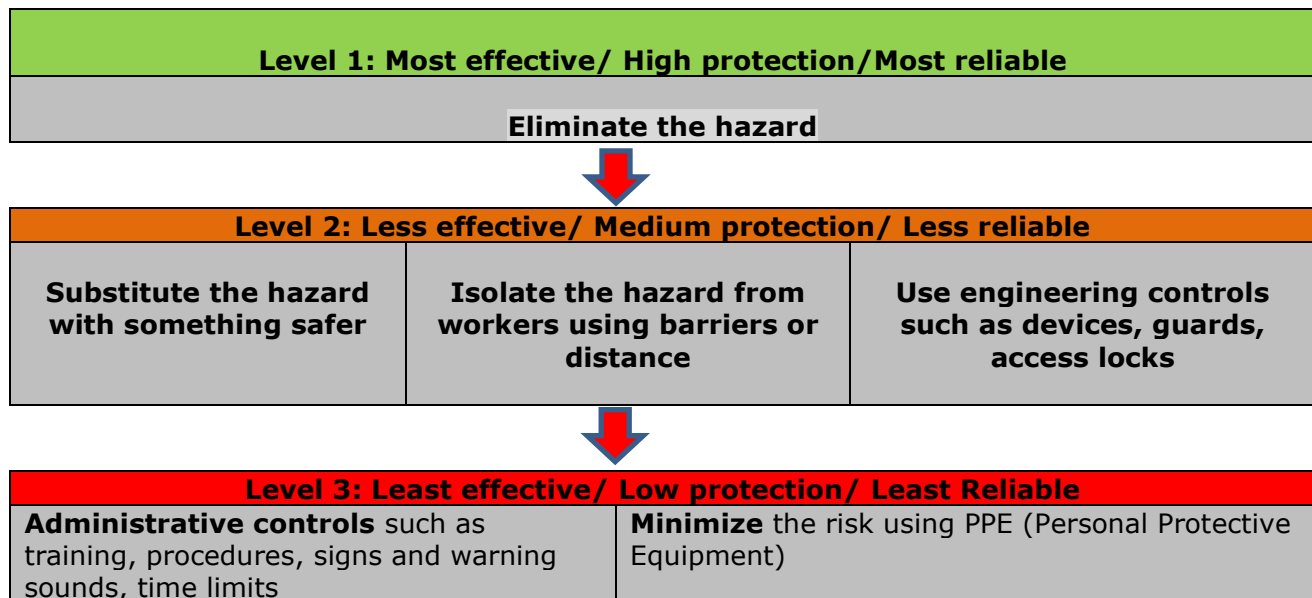 Level 1: Most effective/ High protection/Most reliable
Eliminate the hazard
Level 2: Less effective/ Medium protection/ Less reliable
Substitute the hazard
with something safer
Isolate the hazard from
workers using barriers or
distance
Use engineering controls
such as devices, guards,
access locks
Level 3: Least effective/ Low protection/ Least Reliable
Administrative controls such as
training, procedures, signs and warning
sounds, time limits
Minimize the risk using PPE (Personal Protective
Equipment)